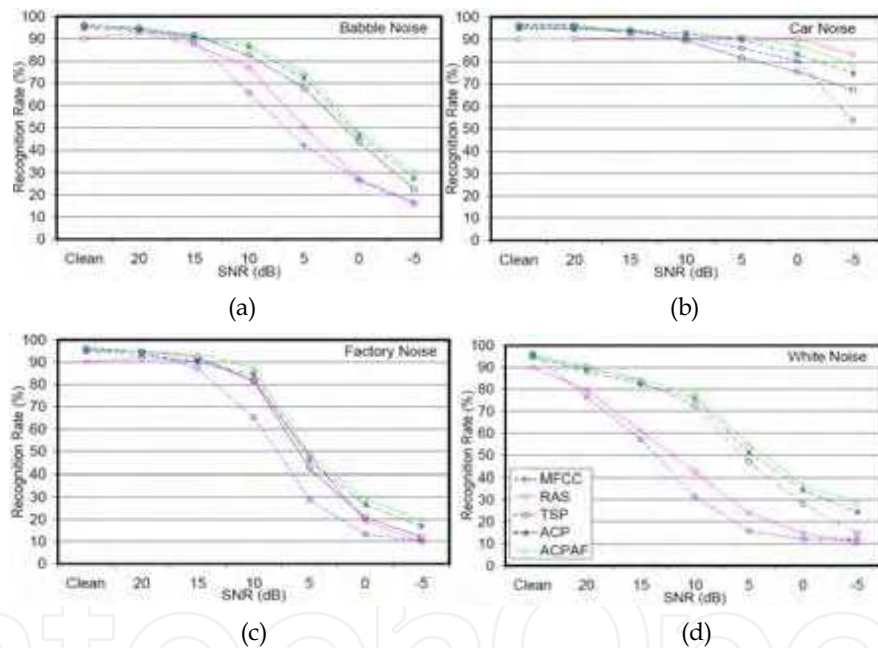 Babble Noise
Recognition Rate (%)
100
90
80
70
60
50
40
30
20
10
0
Clean 20 15 10 5 0 -5
SNR (dB)
(a)
Car Noise
Recognition Rate (%)
100
90
80
70
60
50
40
30
20
10
0
Clean 20 15 10 5 0 -5
SNR (dB)
(b)
Factory Noise
Recognition Rate (%)
100
90
80
70
60
50
40
30
20
10
0
Clean 20 15 10 5 0 -5
SNR (dB)
(c)
White Noise
Recognition Rate (%)
100
90
80
70
60
50
40
30
20
10
0
MFCC
RAS
TSP
ACP
ACPAF
Clean 20 15 10 5 0 -5
SNR (dB)
(d)